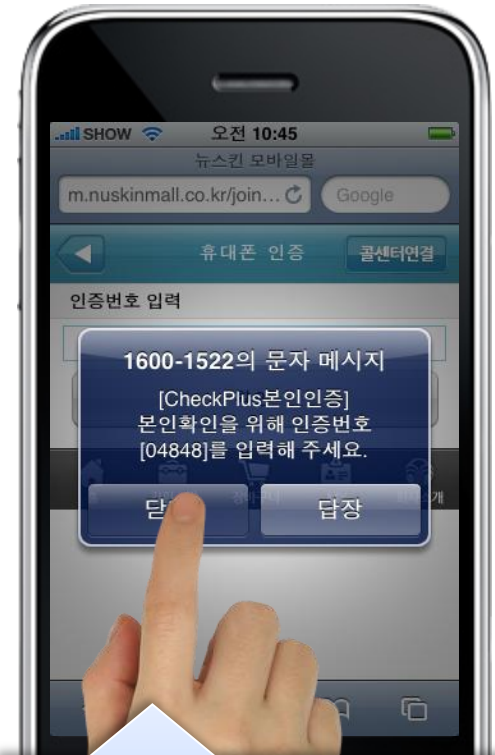 SHOW 오전 10:45
뉴스킨 모바일몰
m.nuskinmall.co.kr/join... Google
휴대폰 인증 콜센터연결
인증번호 입력
1600-1522의 문자 메시지
[CheckPlus본인인증]
본인확인을 위해 인증번호
[04848]를 입력해 주세요.
답장